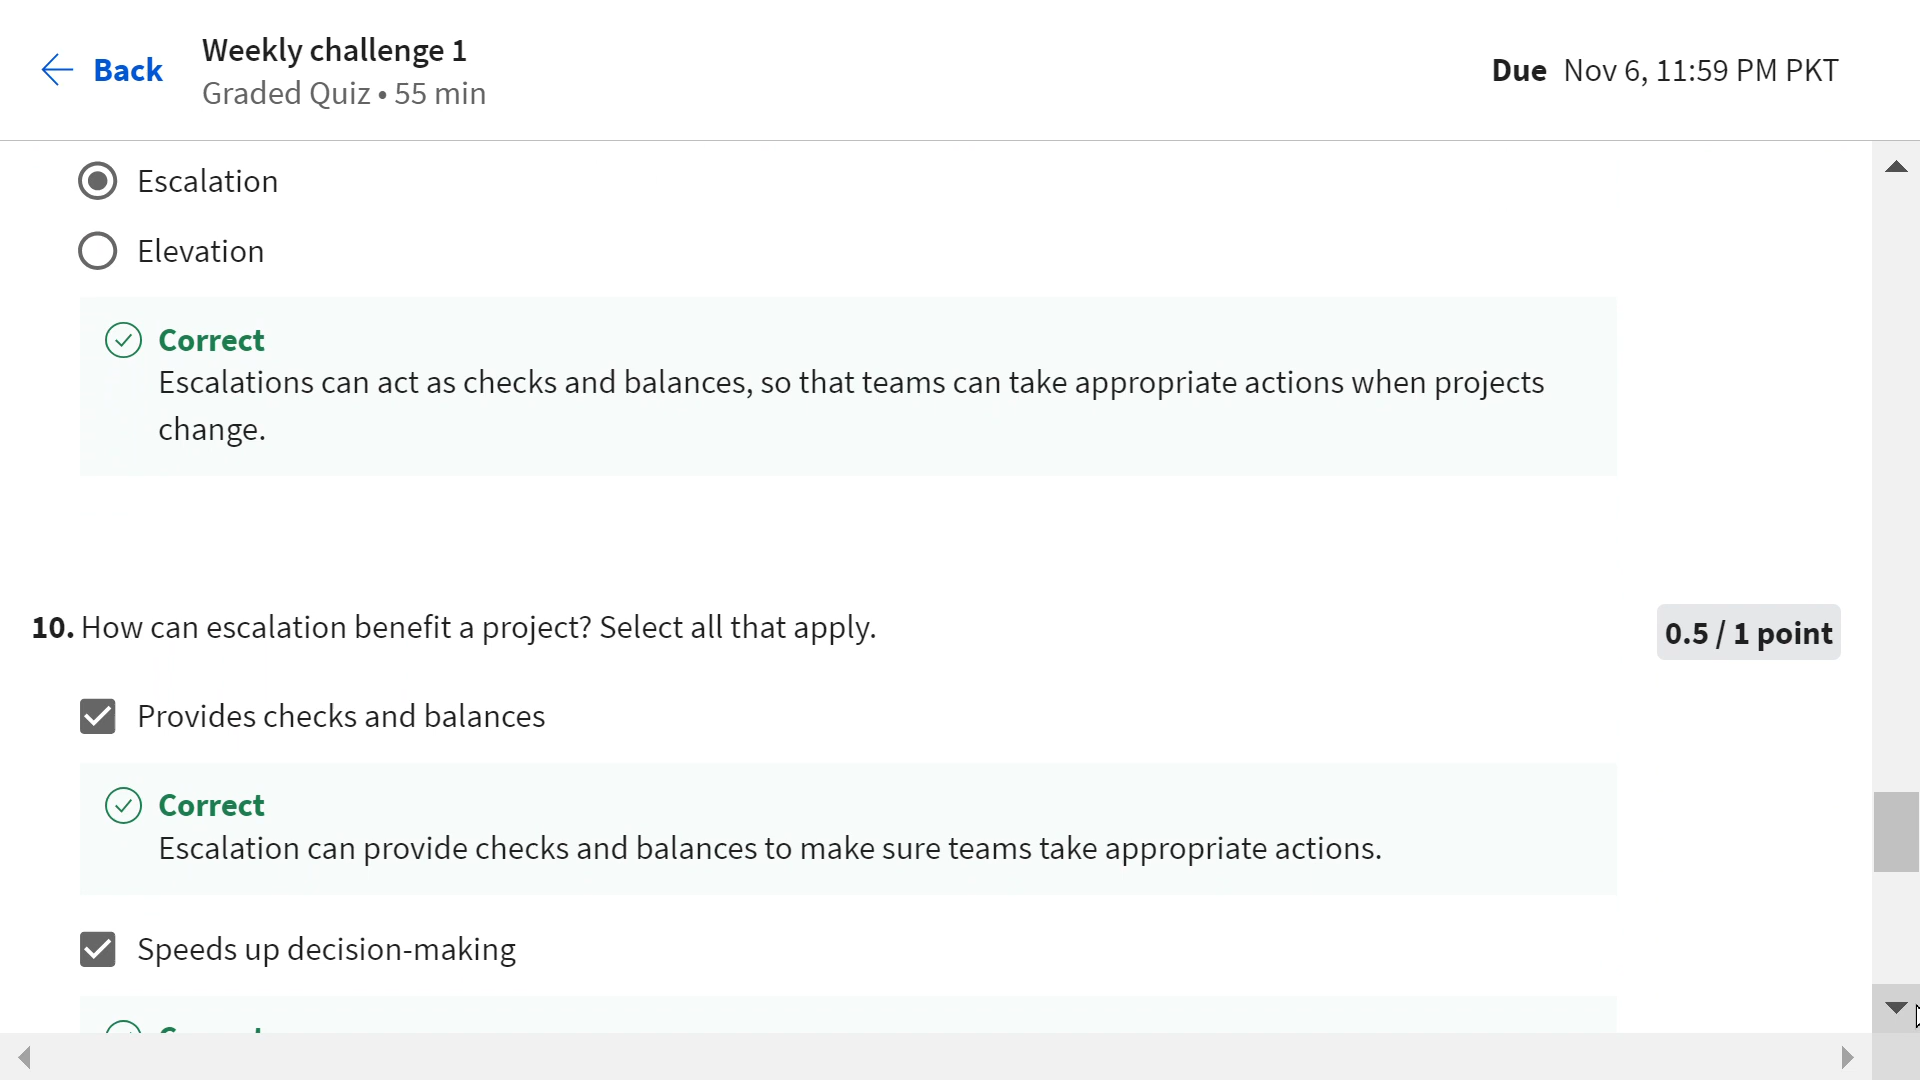 Back
Weekly challenge 1
Graded Quiz • 55 min
Due Nov 6, 11:59 PM PKT
Escalation
Elevation
Correct
Escalations can act as checks and balances, so that teams can take appropriate actions when projects
change.
10. How can escalation benefit a project? Select all that apply.
0.5 / 1 point
Provides checks and balances
Correct
Escalation can provide checks and balances to make sure teams take appropriate actions.
Speeds up decision-making